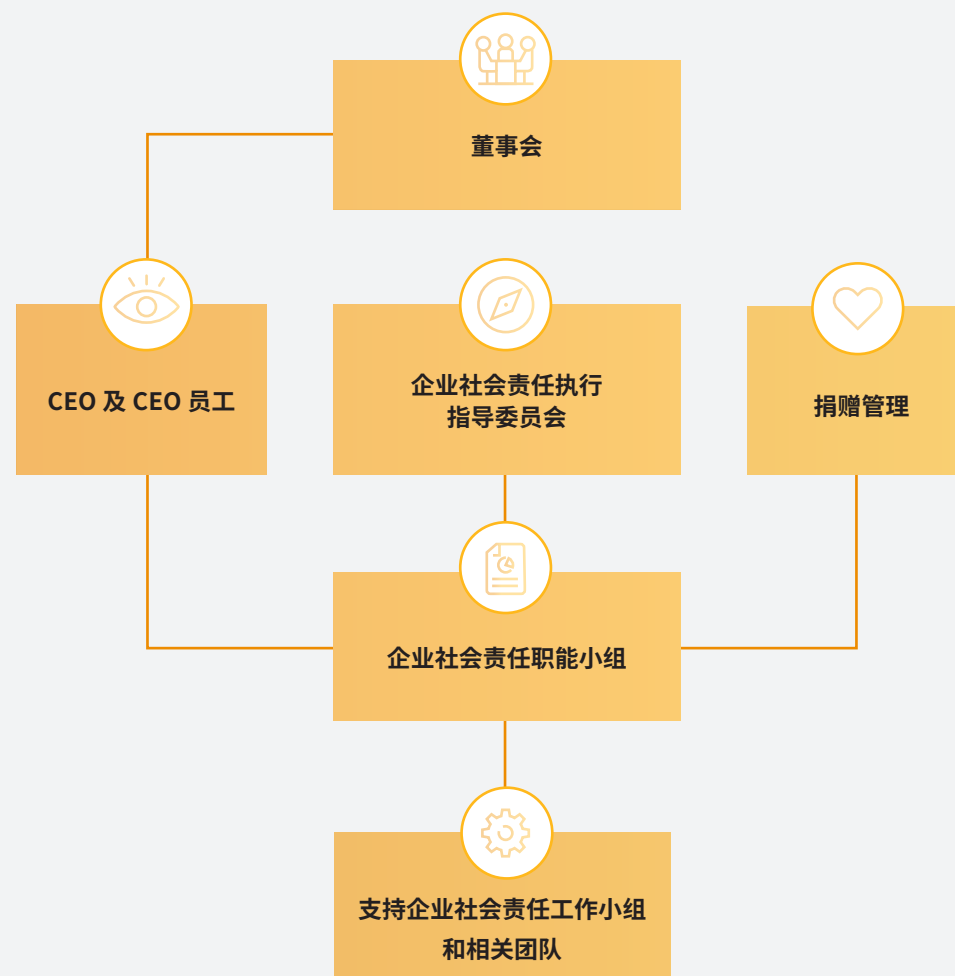 董事会
CEO 及 CEO 员工
企业社会责任执行
指导委员会
捐赠管理
企业社会责任职能小组
支持企业社会责任工作小组
和相关团队